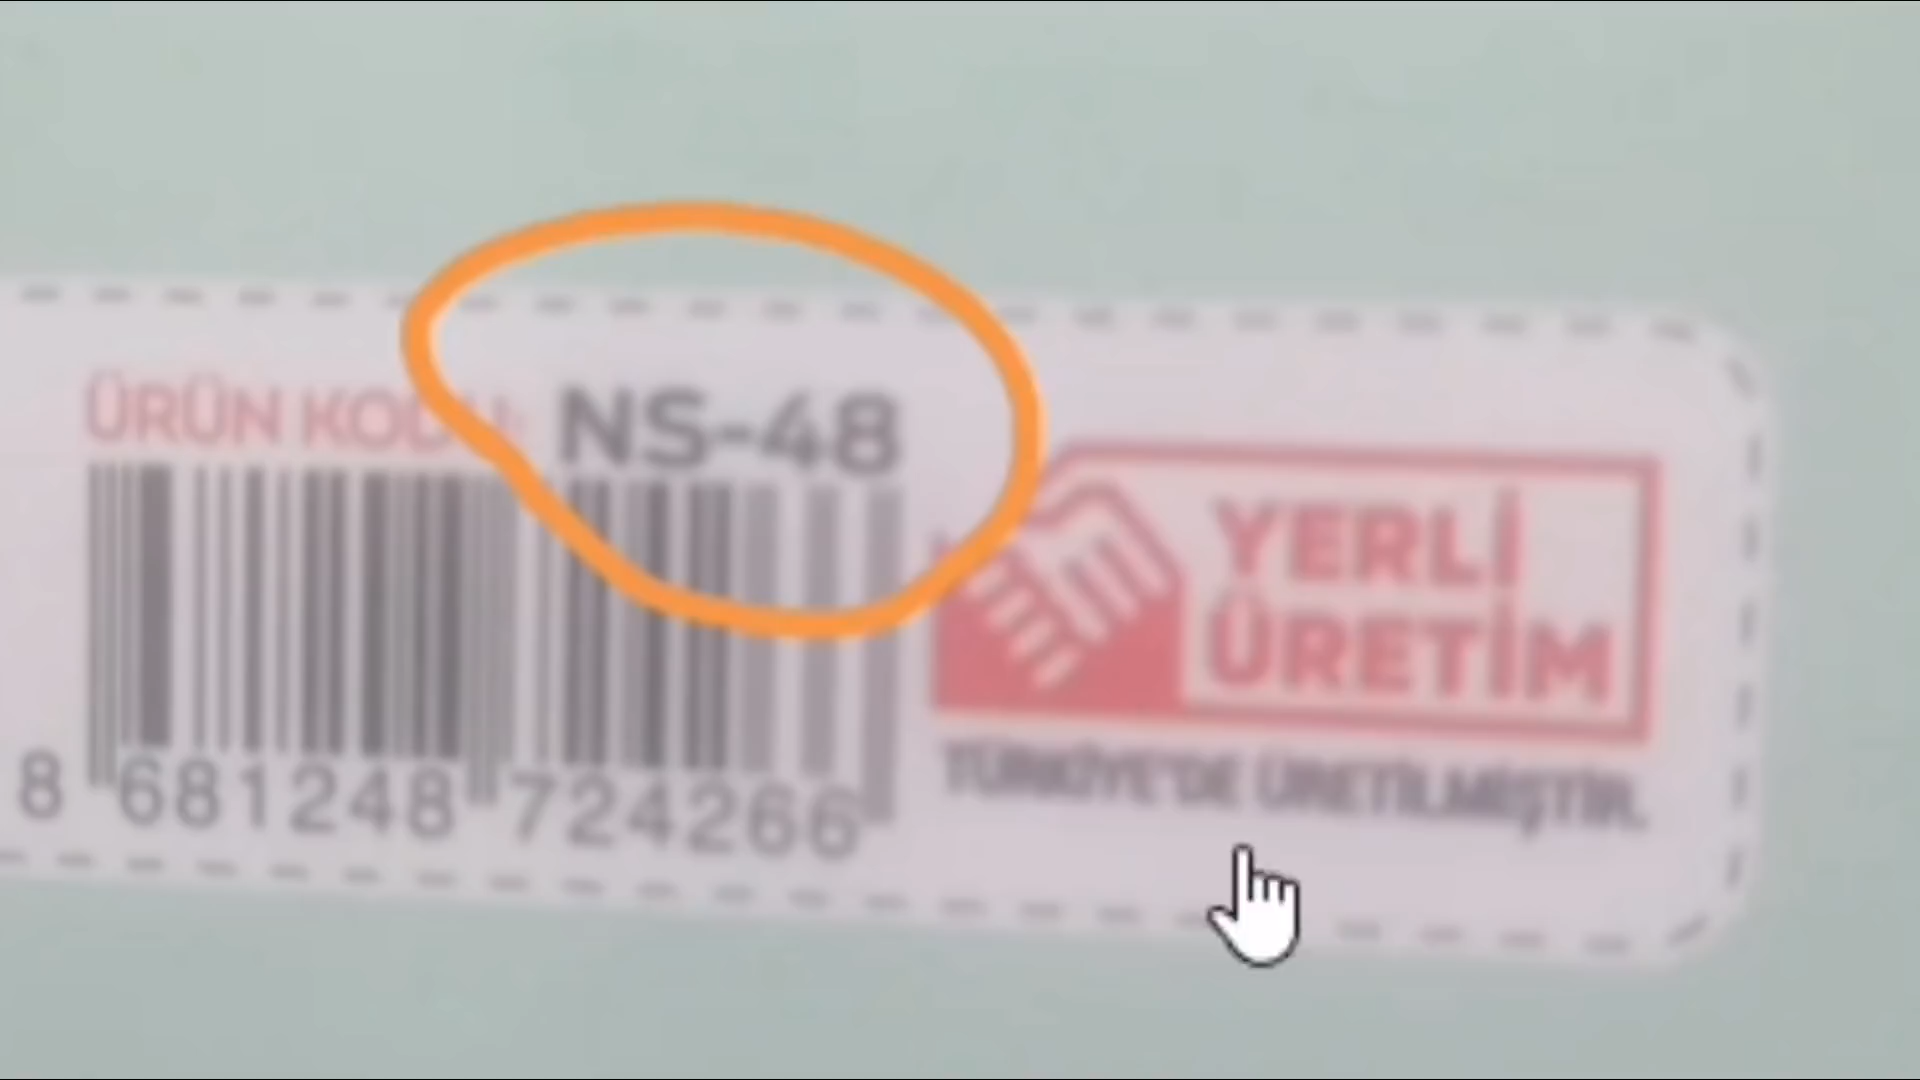 ÜRÜN KODU: NS-48
8 681248 724266
YERLİ
ÜRETİM
TÜRKİYE'DE ÜRETİLMİŞTİR.